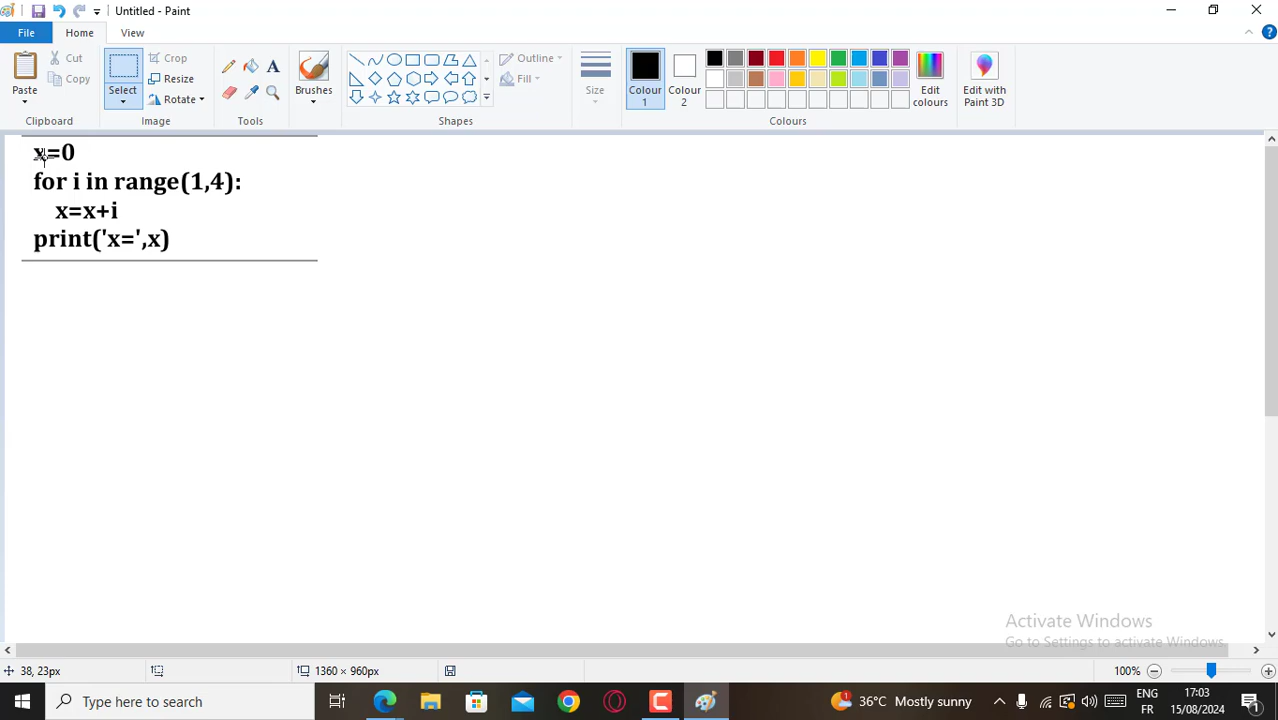 Untitled - Paint
File
Home
View
Paste
Cut
Copy
Clipboard
Select
Crop
Resize
Rotate
Image
A
Tools
Brushes
Shapes
Outline
Fill
Size
Colour 1
Colour 2
Edit colours
Edit with Paint 3D
Colours
x=0
for i in range(1,4):
x=x+i
print('x=',x)
Activate Windows
Go to Settings to activate Windows.
38, 23px
1360 × 960px
100%
Type here to search
1
36°C Mostly sunny
ENG
FR
17:03
15/08/2024
1